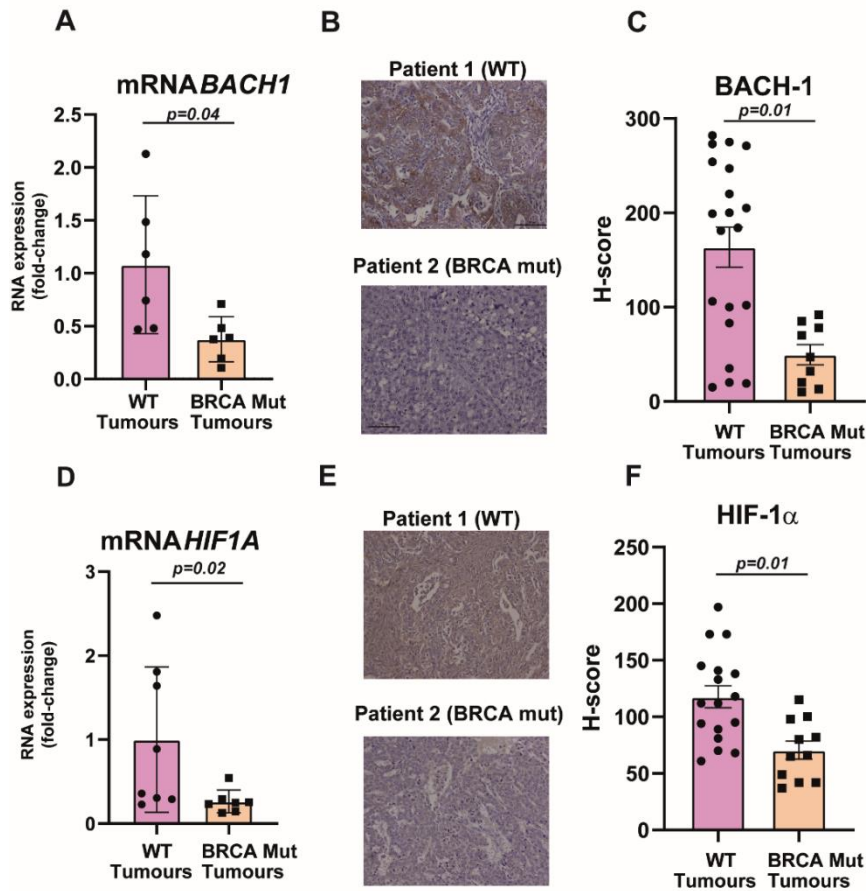 A
mRNA BACH1
p=0.04
RNA expression
(fold-change)
2.5
2.0
1.5
1.0
0.5
0.0
WT
Tumours
BRCA Mut
Tumours
B
Patient 1 (WT)
Patient 2 (BRCA mut)
C
BACH-1
p=0.01
H-score
300
200
100
0
WT
Tumours
BRCA Mut
Tumours
D
mRNA HIF1A
p=0.02
RNA expression
(fold-change)
3
2
1
0
WT
Tumours
BRCA Mut
Tumours
E
Patient 1 (WT)
Patient 2 (BRCA mut)
F
HIF-1α
p=0.01
H-score
250
200
150
100
50
0
WT
Tumours
BRCA Mut
Tumours